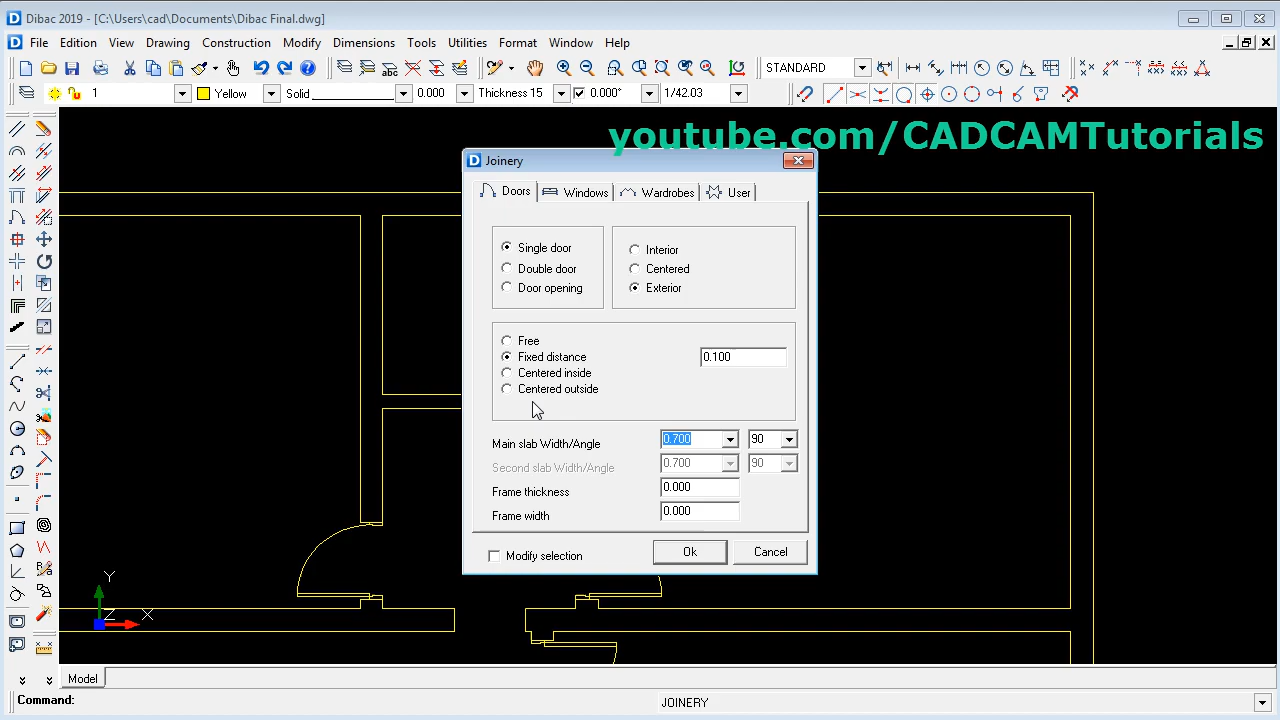 Dibac 2019 - [C:\Users\cad\Documents\Dibac Final.dwg]
File Edition View Drawing Construction Modify Dimensions Tools Utilities Format Window Help
STANDARD
1 Yellow Solid 0.000 Thickness 15 0.000° 1/42.03
youtube.com/CADCAMTutorials
Joinery
Doors Windows Wardrobes User
Single door
Double door
Door opening
Interior
Centered
Exterior
Free
Fixed distance 0.100
Centered inside
Centered outside
Main slab Width/Angle 0.700 90
Second slab Width/Angle 0.700 90
Frame thickness 0.000
Frame width 0.000
Modify selection Ok Cancel
Y
Z X
Model
Command: JOINERY